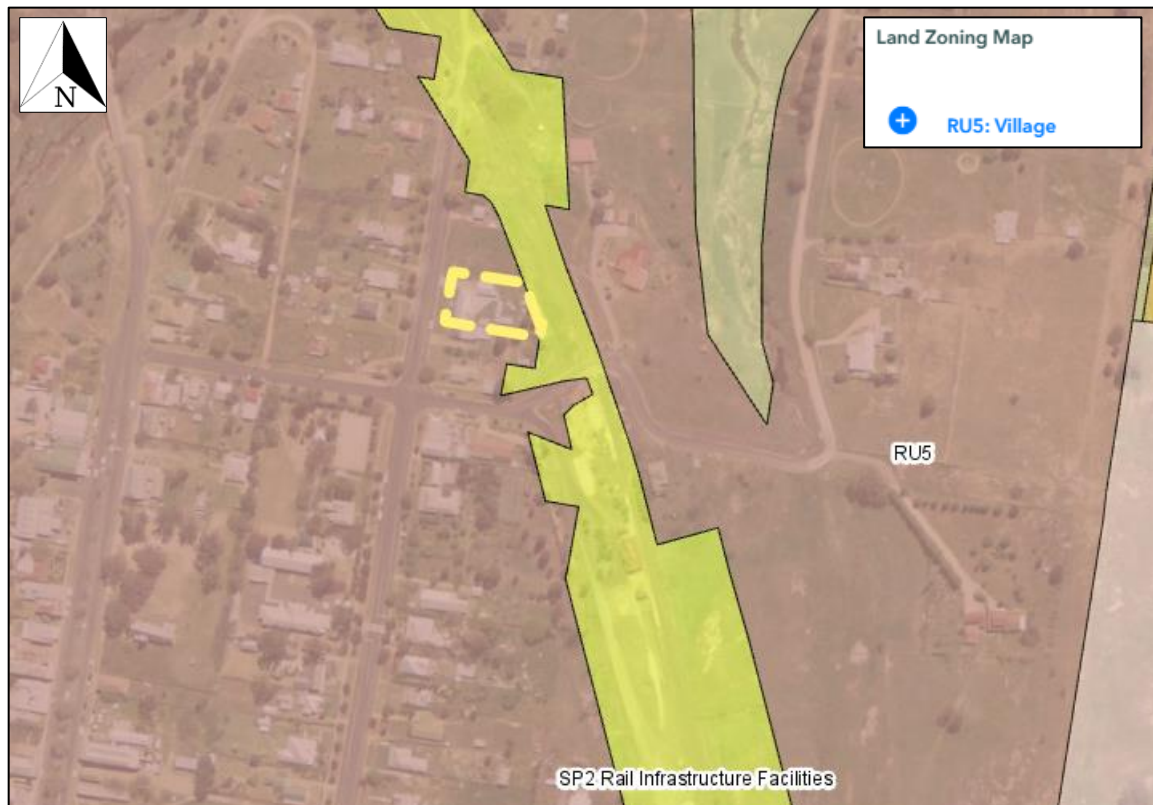 N
Land Zoning Map
RU5: Village
RU5
SP2 Rail Infrastructure Facilities